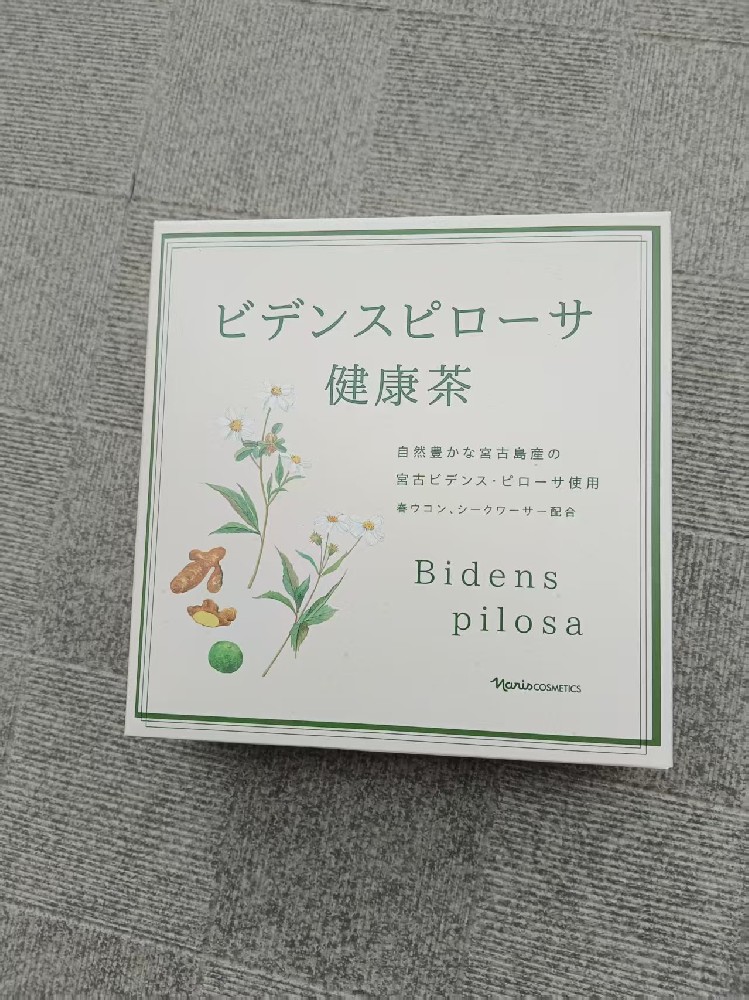 ビデンスピローサ
健康茶
自然豊かな宮古島産の
宮古ビデンス・ピローサ使用
春ウコン、シークワーサー配合
Bidens
pilosa
Naris COSMETICS